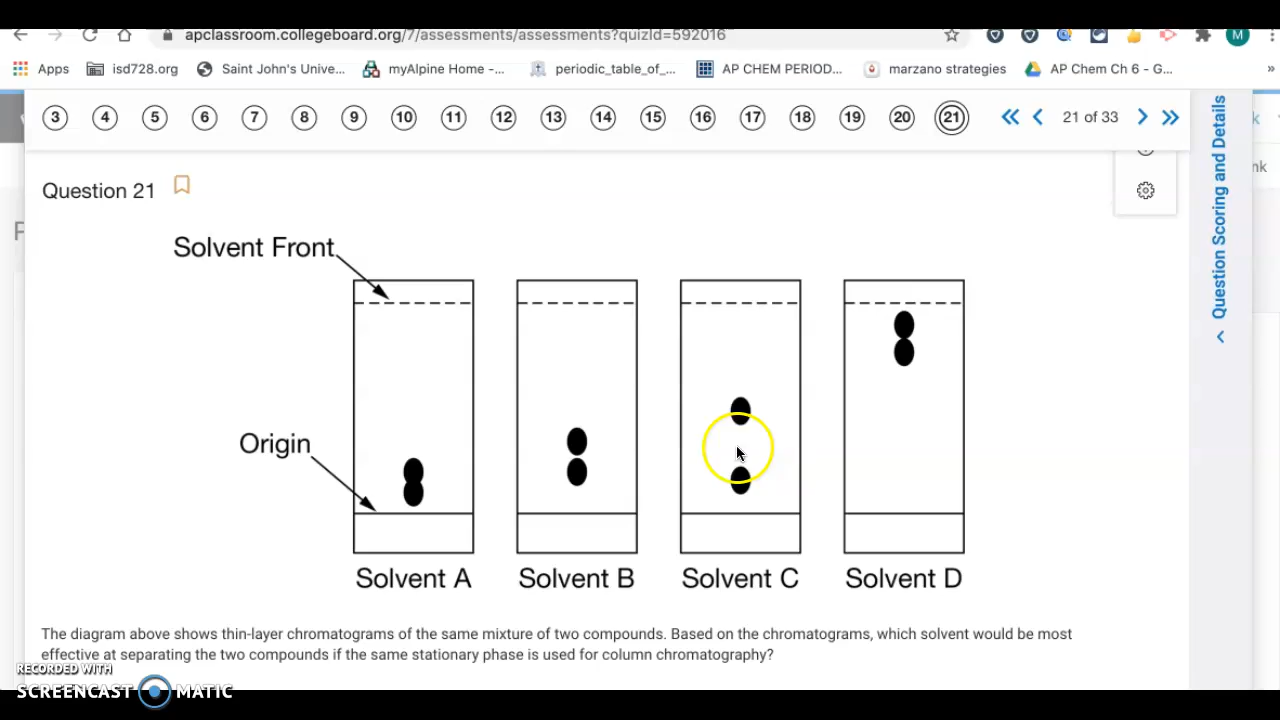 apclassroom.collegeboard.org/7/assessments/assessments?quizId=592016
M
Apps isd728.org Saint John's Unive... myAlpine Home -... periodic_table_of_... AP CHEM PERIOD... marzano strategies AP Chem Ch 6 - G... »
3 4 5 6 7 8 9 10 11 12 13 14 15 16 17 18 19 20 21 21 of 33
Question 21
Solvent Front
Origin
Solvent A Solvent B Solvent C Solvent D
The diagram above shows thin-layer chromatograms of the same mixture of two compounds. Based on the chromatograms, which solvent would be most
effective at separating the two compounds if the same stationary phase is used for column chromatography?
Question Scoring and Details
RECORDED WITH
SCREENCAST MATIC